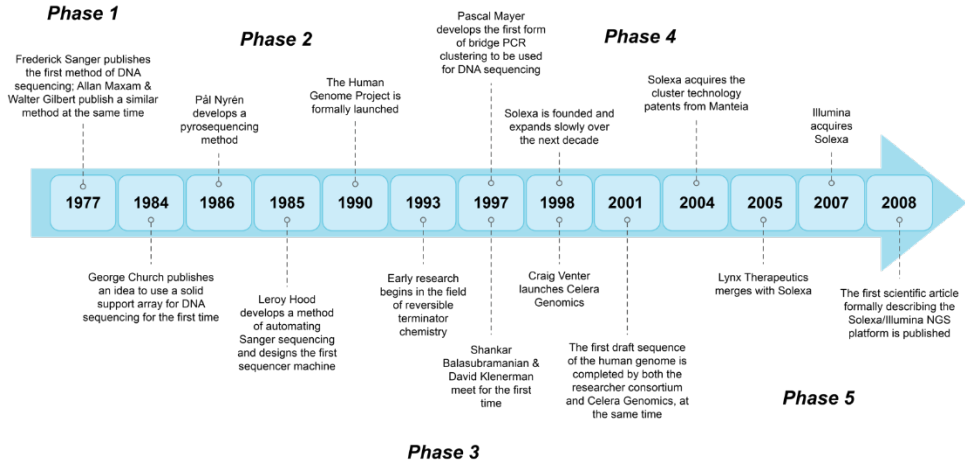 Phase 1
Frederick Sanger publishes
the first method of DNA
sequencing; Allan Maxam &
Walter Gilbert publish a similar
method at the same time
Phase 2
Pål Nyrén
develops a
pyrosequencing
method
The Human
Genome Project is
formally launched
Pascal Mayer
develops the first form
of bridge PCR
clustering to be used
for DNA sequencing
Phase 4
Solexa is founded and
expands slowly over
the next decade
Solexa acquires the
cluster technology
patents from Manteia
Illumina
acquires
Solexa
1977
1984
1986
1985
1990
1993
1997
1998
2001
2004
2005
2007
2008
George Church publishes
an idea to use a solid
support array for DNA
sequencing for the first time
Leroy Hood
develops a method
of automating
Sanger sequencing
and designs the first
sequencer machine
Early research
begins in the field
of reversible
terminator
chemistry
Shankar
Balasubramanian &
David Klenerman
meet for the first
time
Craig Venter
launches Celera
Genomics
The first draft sequence
of the human genome is
completed by both the
researcher consortium
and Celera Genomics, at
the same time
Lynx Therapeutics
merges with Solexa
The first scientific article
formally describing the
Solexa/Illumina NGS
platform is published
Phase 5
Phase 3